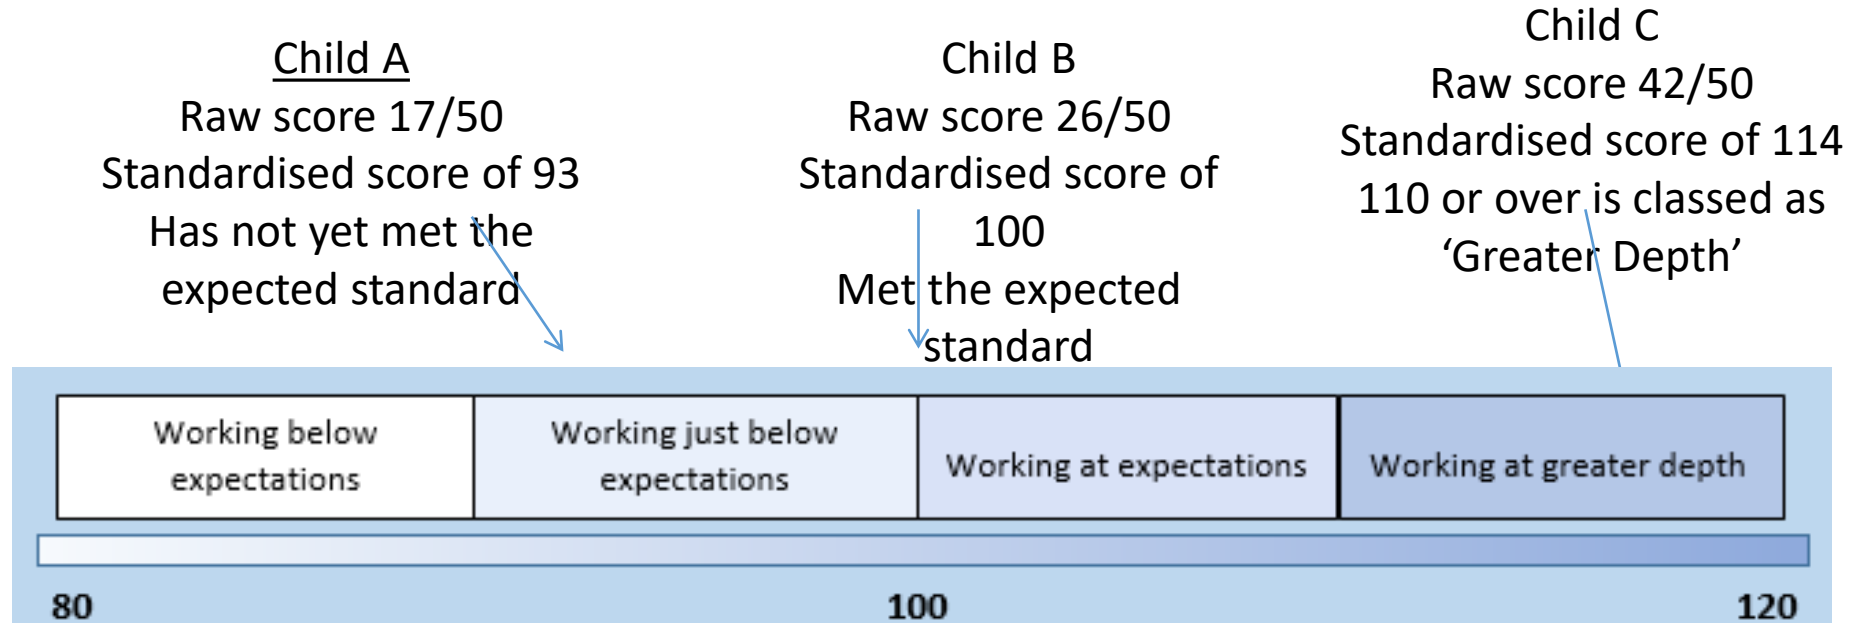 Child A
Raw score 17/50
Standardised score of 93
Has not yet met the
expected standard
Child B
Raw score 26/50
Standardised score of
100
Met the expected
standard
Child C
Raw score 42/50
Standardised score of 114
110 or over is classed as
‘Greater Depth’
Working below
expectations
Working just below
expectations
Working at expectations
Working at greater depth
80
100
120